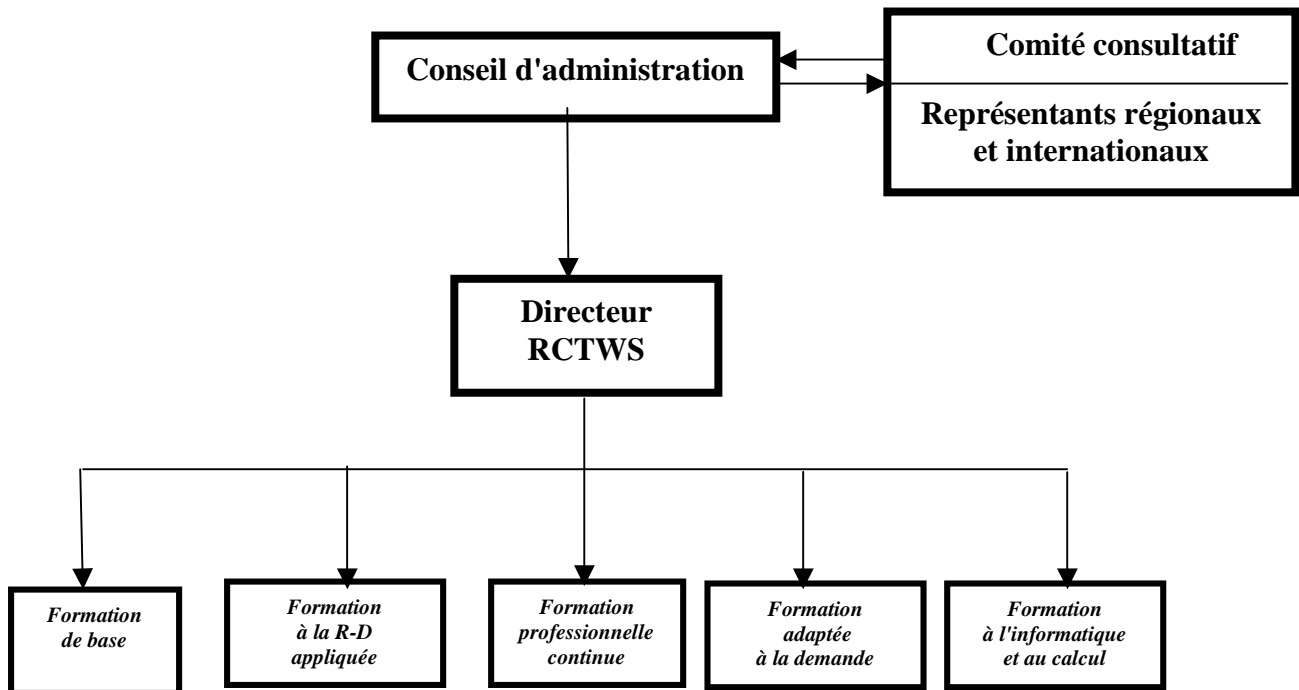 Conseil d'administration
Comité consultatif
Représentants régionaux
et internationaux
Directeur
RCTWS
Formation
de base
Formation
à la R-D
appliquée
Formation
professionnelle
continue
Formation
adaptée
à la demande
Formation
à l'informatique
et au calcul